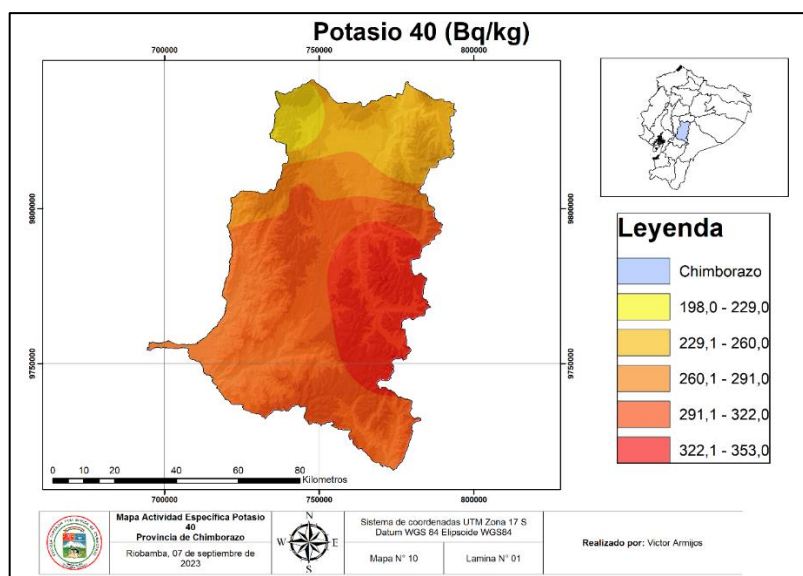 Potasio 40 (Bq/kg)
700000
750000
800000
9800000
9800000
9750000
9750000
0
10
20
40
60
80
Kilometros
700000
750000
800000
Leyenda
Chimborazo
198,0 - 229,0
229,1 - 260,0
260,1 - 291,0
291,1 - 322,0
322,1 - 353,0
Mapa Actividad Específica Potasio
40
Provincia de Chimborazo
Riobamba, 07 de septiembre de
2023
N
W
E
S
Sistema de coordenadas UTM Zona 17 S
Datum WGS 84 Elipsoide WGS84
Mapa N° 10
Lamina N° 01
Realizado por: Victor Armijos